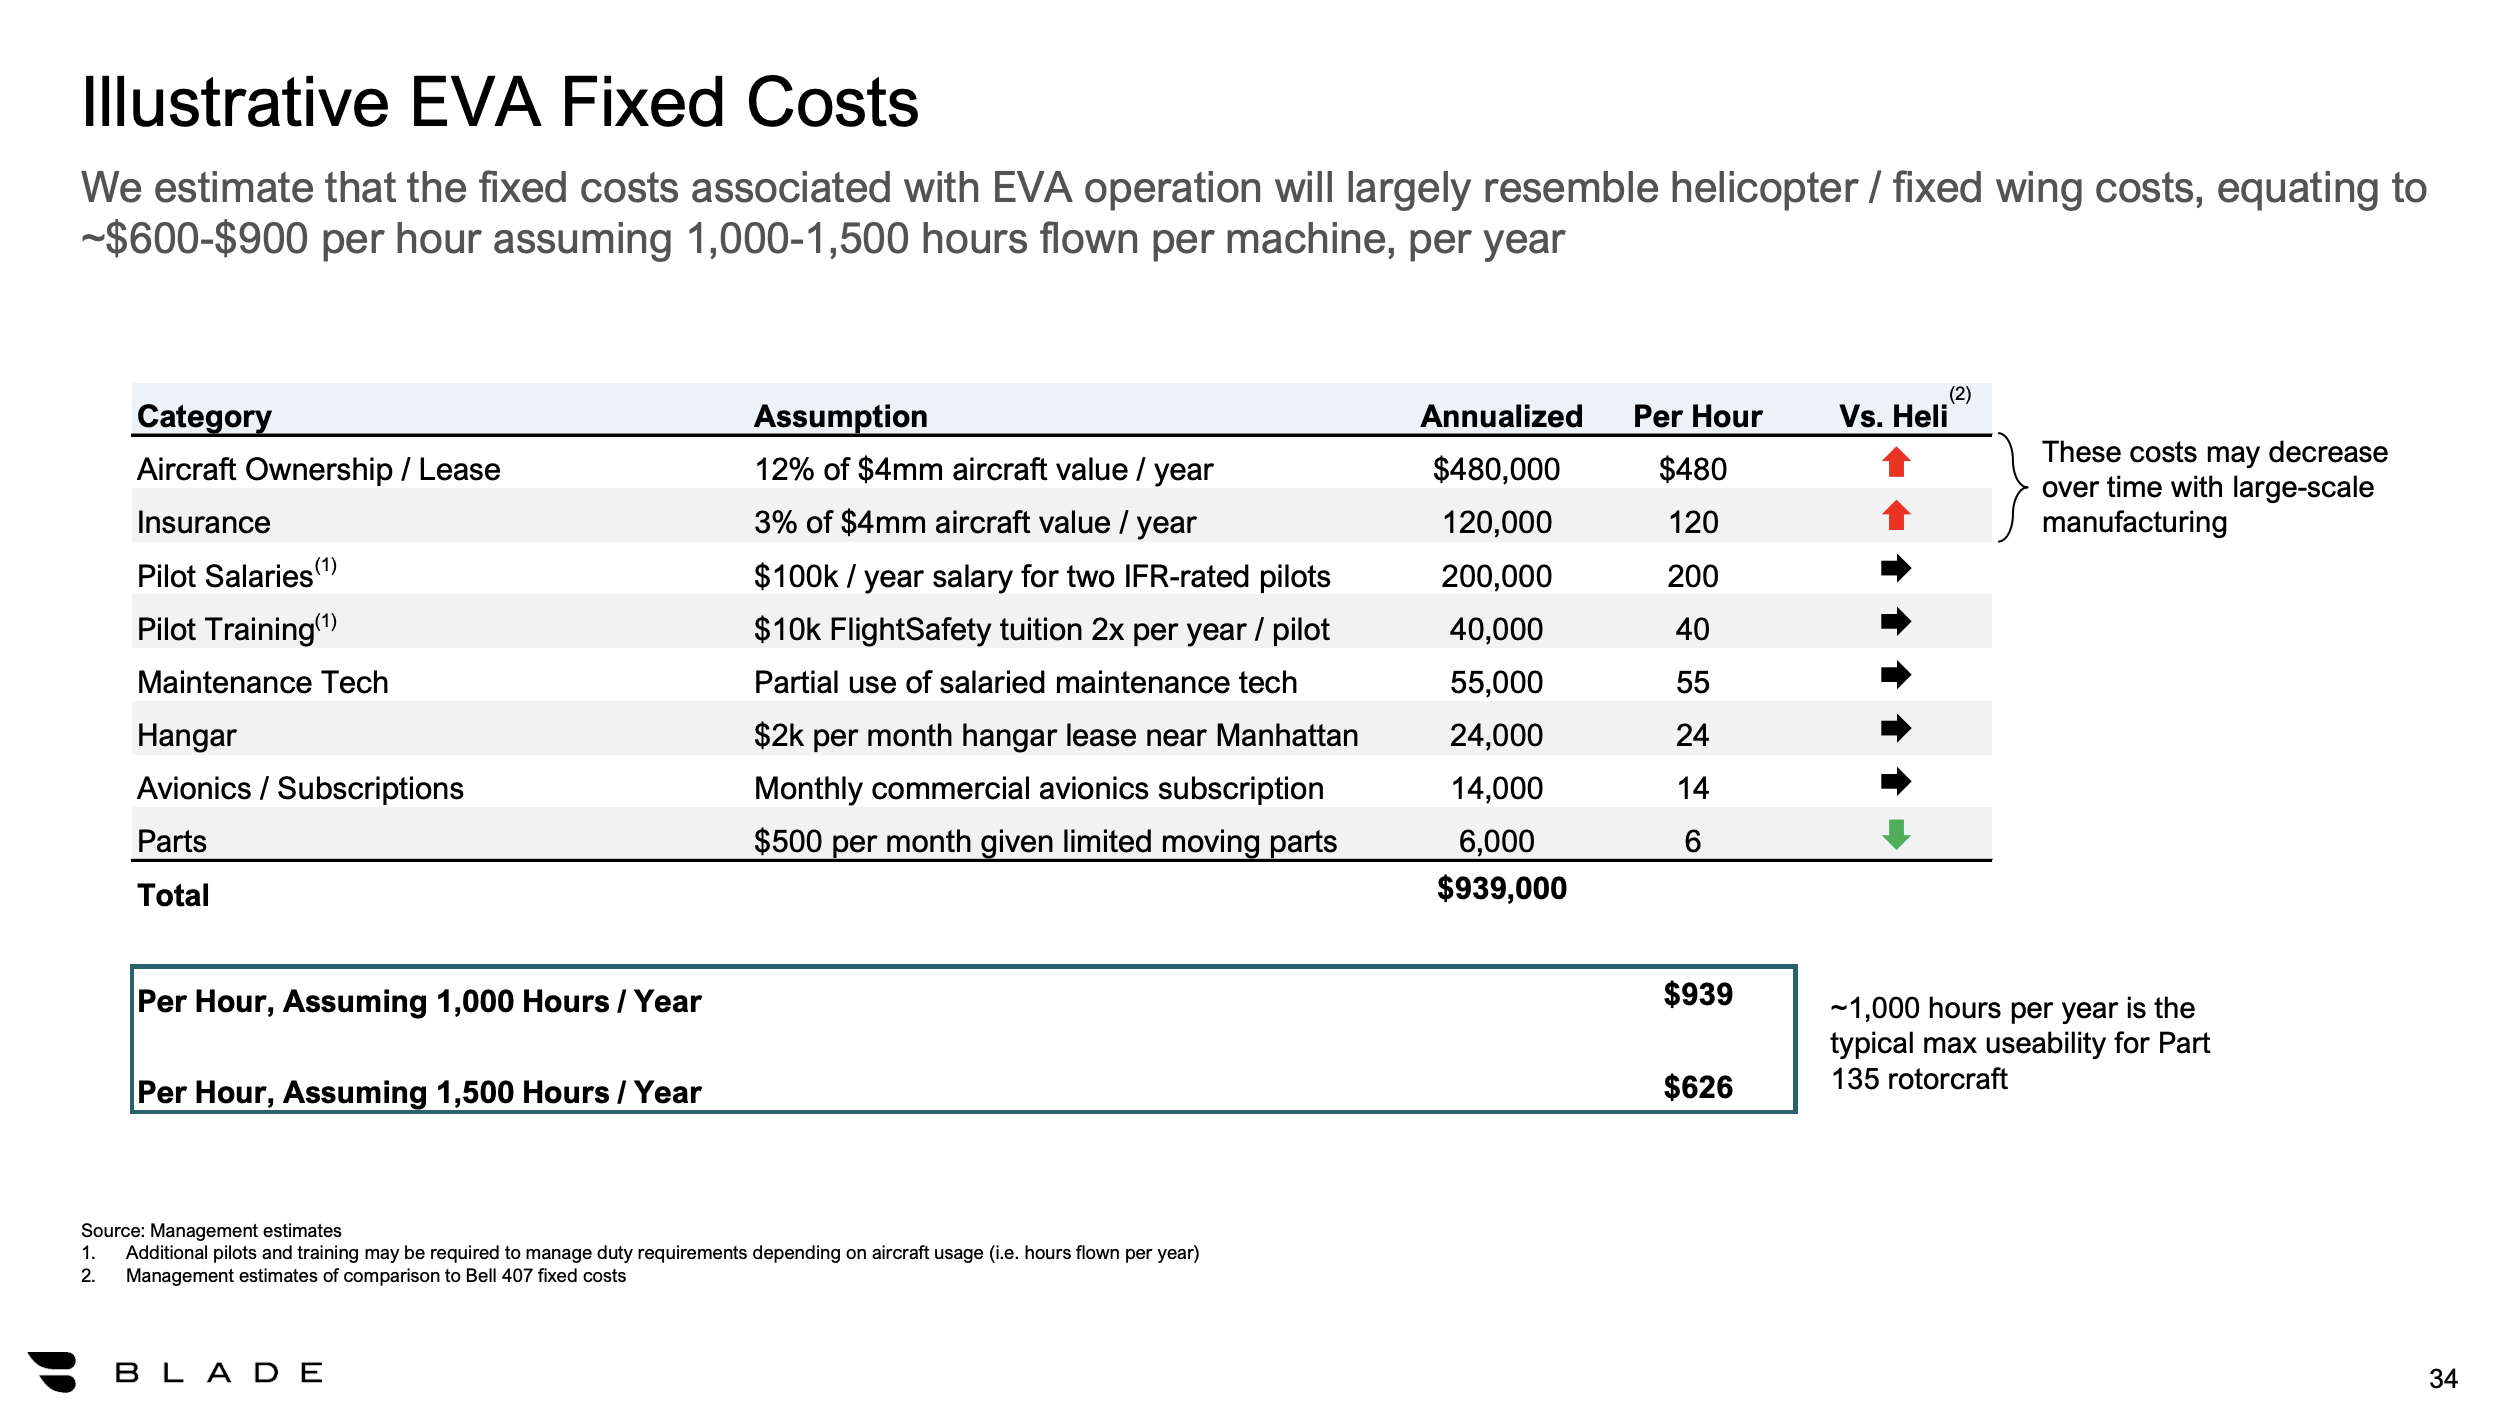 Illustrative EVA Fixed Costs
We estimate that the fixed costs associated with EVA operation will largely resemble helicopter / fixed wing costs, equating to
~$600-$900 per hour assuming 1,000-1,500 hours flown per machine, per year
Category Assumption Annualized Per Hour Vs. Heli(2)
Aircraft Ownership / Lease 12% of $4mm aircraft value / year $480,000 $480
Insurance 3% of $4mm aircraft value / year 120,000 120
Pilot Salaries(1) $100k / year salary for two IFR-rated pilots 200,000 200
Pilot Training(1) $10k FlightSafety tuition 2x per year / pilot 40,000 40
Maintenance Tech Partial use of salaried maintenance tech 55,000 55
Hangar $2k per month hangar lease near Manhattan 24,000 24
Avionics / Subscriptions Monthly commercial avionics subscription 14,000 14
Parts $500 per month given limited moving parts 6,000 6
Total $939,000
These costs may decrease
over time with large-scale
manufacturing
Per Hour, Assuming 1,000 Hours / Year $939
Per Hour, Assuming 1,500 Hours / Year $626
~1,000 hours per year is the
typical max useability for Part
135 rotorcraft
Source: Management estimates
1. Additional pilots and training may be required to manage duty requirements depending on aircraft usage (i.e. hours flown per year)
2. Management estimates of comparison to Bell 407 fixed costs
BLADE
34